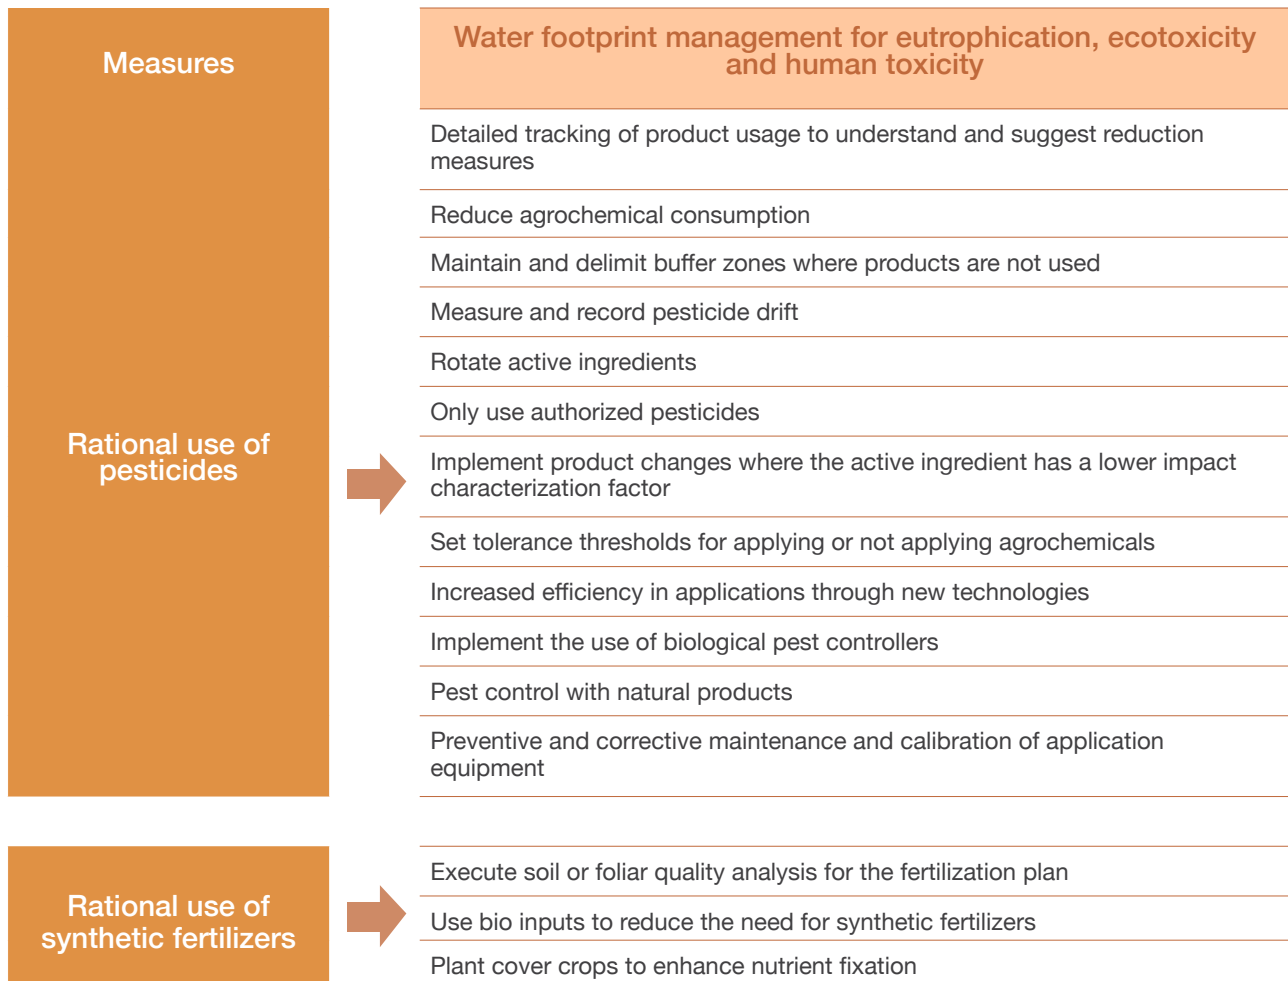 Measures
Water footprint management for eutrophication, ecotoxicity
and human toxicity
Rational use of
pesticides
Detailed tracking of product usage to understand and suggest reduction
measures
Reduce agrochemical consumption
Maintain and delimit buffer zones where products are not used
Measure and record pesticide drift
Rotate active ingredients
Only use authorized pesticides
Implement product changes where the active ingredient has a lower impact
characterization factor
Set tolerance thresholds for applying or not applying agrochemicals
Increased efficiency in applications through new technologies
Implement the use of biological pest controllers
Pest control with natural products
Preventive and corrective maintenance and calibration of application
equipment
Rational use of
synthetic fertilizers
Execute soil or foliar quality analysis for the fertilization plan
Use bio inputs to reduce the need for synthetic fertilizers
Plant cover crops to enhance nutrient fixation